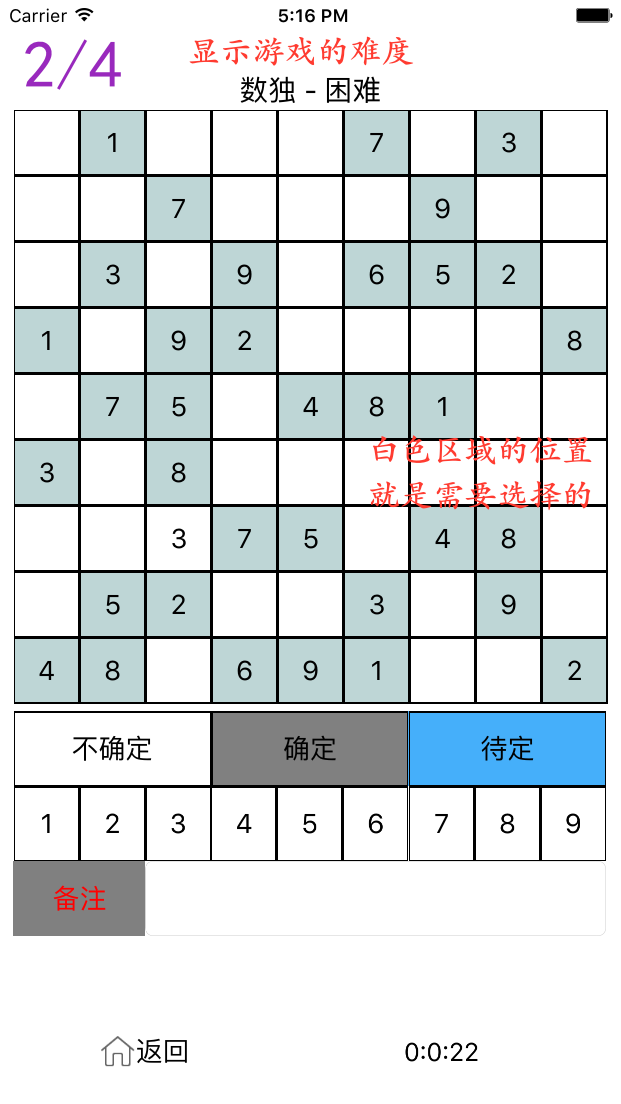 Carrier 5:16 PM
2/4 显示游戏的难度
数独 - 困难
1 7 3
7 9
3 9 6 5 2
1 9 2 8
7 5 4 8 1
白色区域的位置
3 8
就是需要选择的
3 7 5 4 8
5 2 3 9
4 8 6 9 1 2
不确定 确定 待定
1 2 3 4 5 6 7 8 9
备注
返回 0:0:22